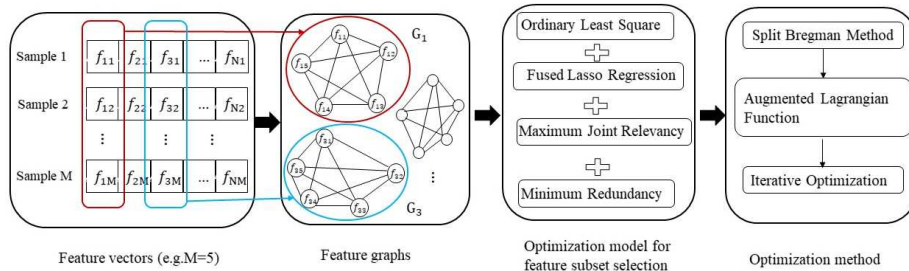 Sample 1
f11 f21 f31 ... fN1
Sample 2
f12 f22 f32 ... fN2
⋮ ⋮ ⋮
Sample M
f1M f2M f3M ... fNM
Feature vectors (e.g.M=5)
G1
f11
f12
f15
f14
f13
f31
f35
f32
f34
f33
⋮
G3
Feature graphs
Ordinary Least Square
Fused Lasso Regression
Maximum Joint Relevancy
Minimum Redundancy
Optimization model for
feature subset selection
Split Bregman Method
Augmented Lagrangian
Function
Iterative Optimization
Optimization method